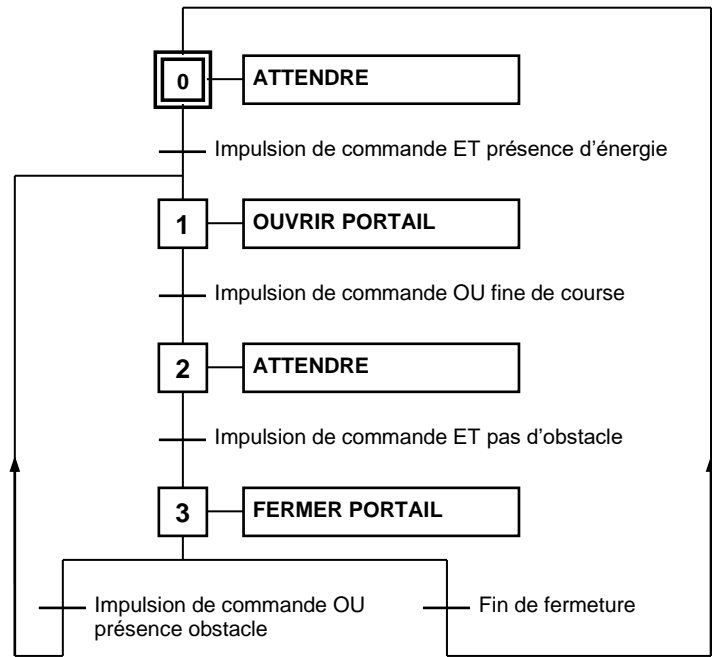 0
ATTENDRE
Impulsion de commande ET présence d'énergie
1
OUVRIR PORTAIL
Impulsion de commande OU fine de course
2
ATTENDRE
Impulsion de commande ET pas d'obstacle
3
FERMER PORTAIL
Impulsion de commande OU
présence obstacle
Fin de fermeture